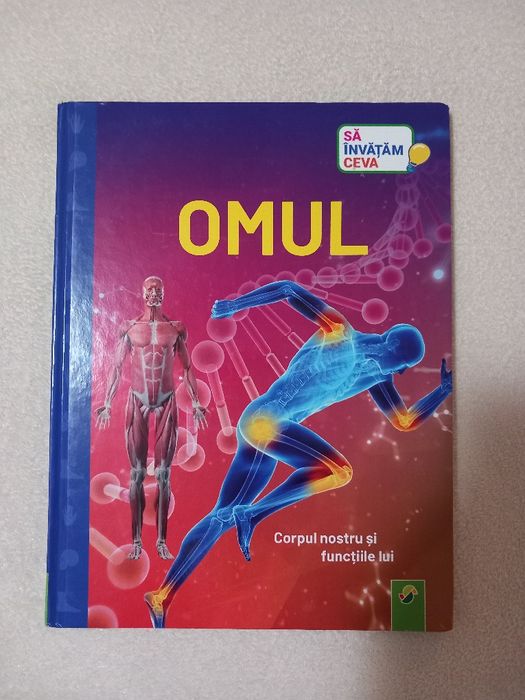 SĂ
ÎNVĂȚĂM
CEVA
OMUL
Corpul nostru și
funcțiile lui